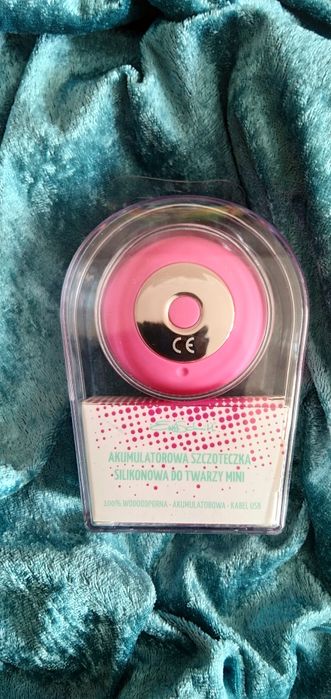 CE
AKUMULATOROWA SZCZOTECZKA
SILIKONOWA DO TWARZY MINI
100% WODOODPORNA - AKUMULATOROWA - KABEL USB